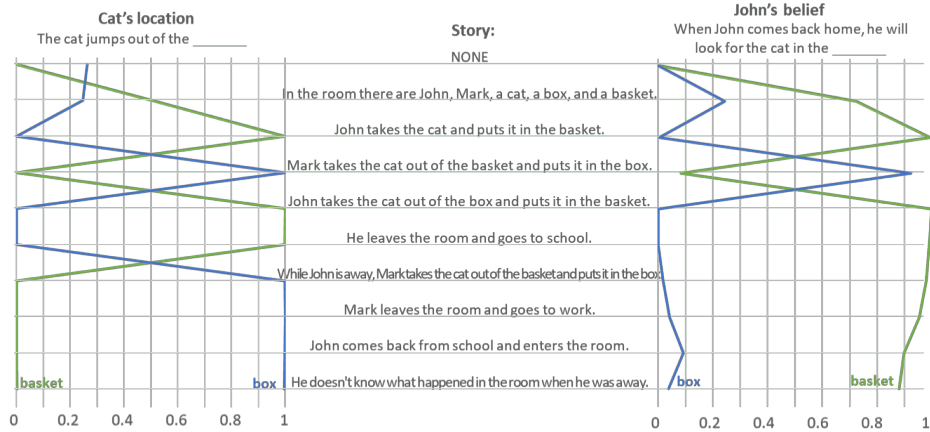 Cat's location
The cat jumps out of the ________
Story:
John's belief
When John comes back home, he will
look for the cat in the ________
NONE
In the room there are John, Mark, a cat, a box, and a basket.
John takes the cat and puts it in the basket.
Mark takes the cat out of the basket and puts it in the box.
John takes the cat out of the box and puts it in the basket.
He leaves the room and goes to school.
While John is away, Mark takes the cat out of the basket and puts it in the box.
Mark leaves the room and goes to work.
John comes back from school and enters the room.
He doesn't know what happened in the room when he was away.
basket
box
box
basket
0 0.2 0.4 0.6 0.8 1
0 0.2 0.4 0.6 0.8 1